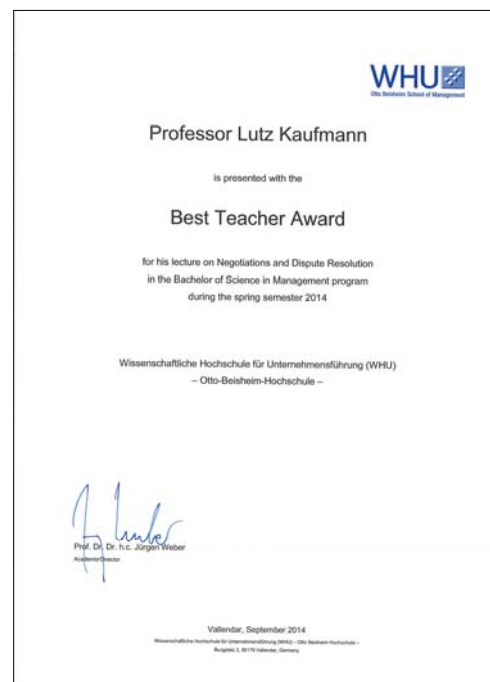 WHU
Otto Beisheim School of Management
Professor Lutz Kaufmann
is presented with the
Best Teacher Award
for his lecture on Negotiations and Dispute Resolution
in the Bachelor of Science in Management program
during the spring semester 2014
Wissenschaftliche Hochschule für Unternehmensführung (WHU)
– Otto-Beisheim-Hochschule –
Prof. Dr. Dr. h.c. Jürgen Weber
Academic Director
Vallendar, September 2014
Wissenschaftliche Hochschule für Unternehmensführung (WHU) – Otto Beisheim Hochschule –
Burgplatz 2, 56179 Vallendar, Germany